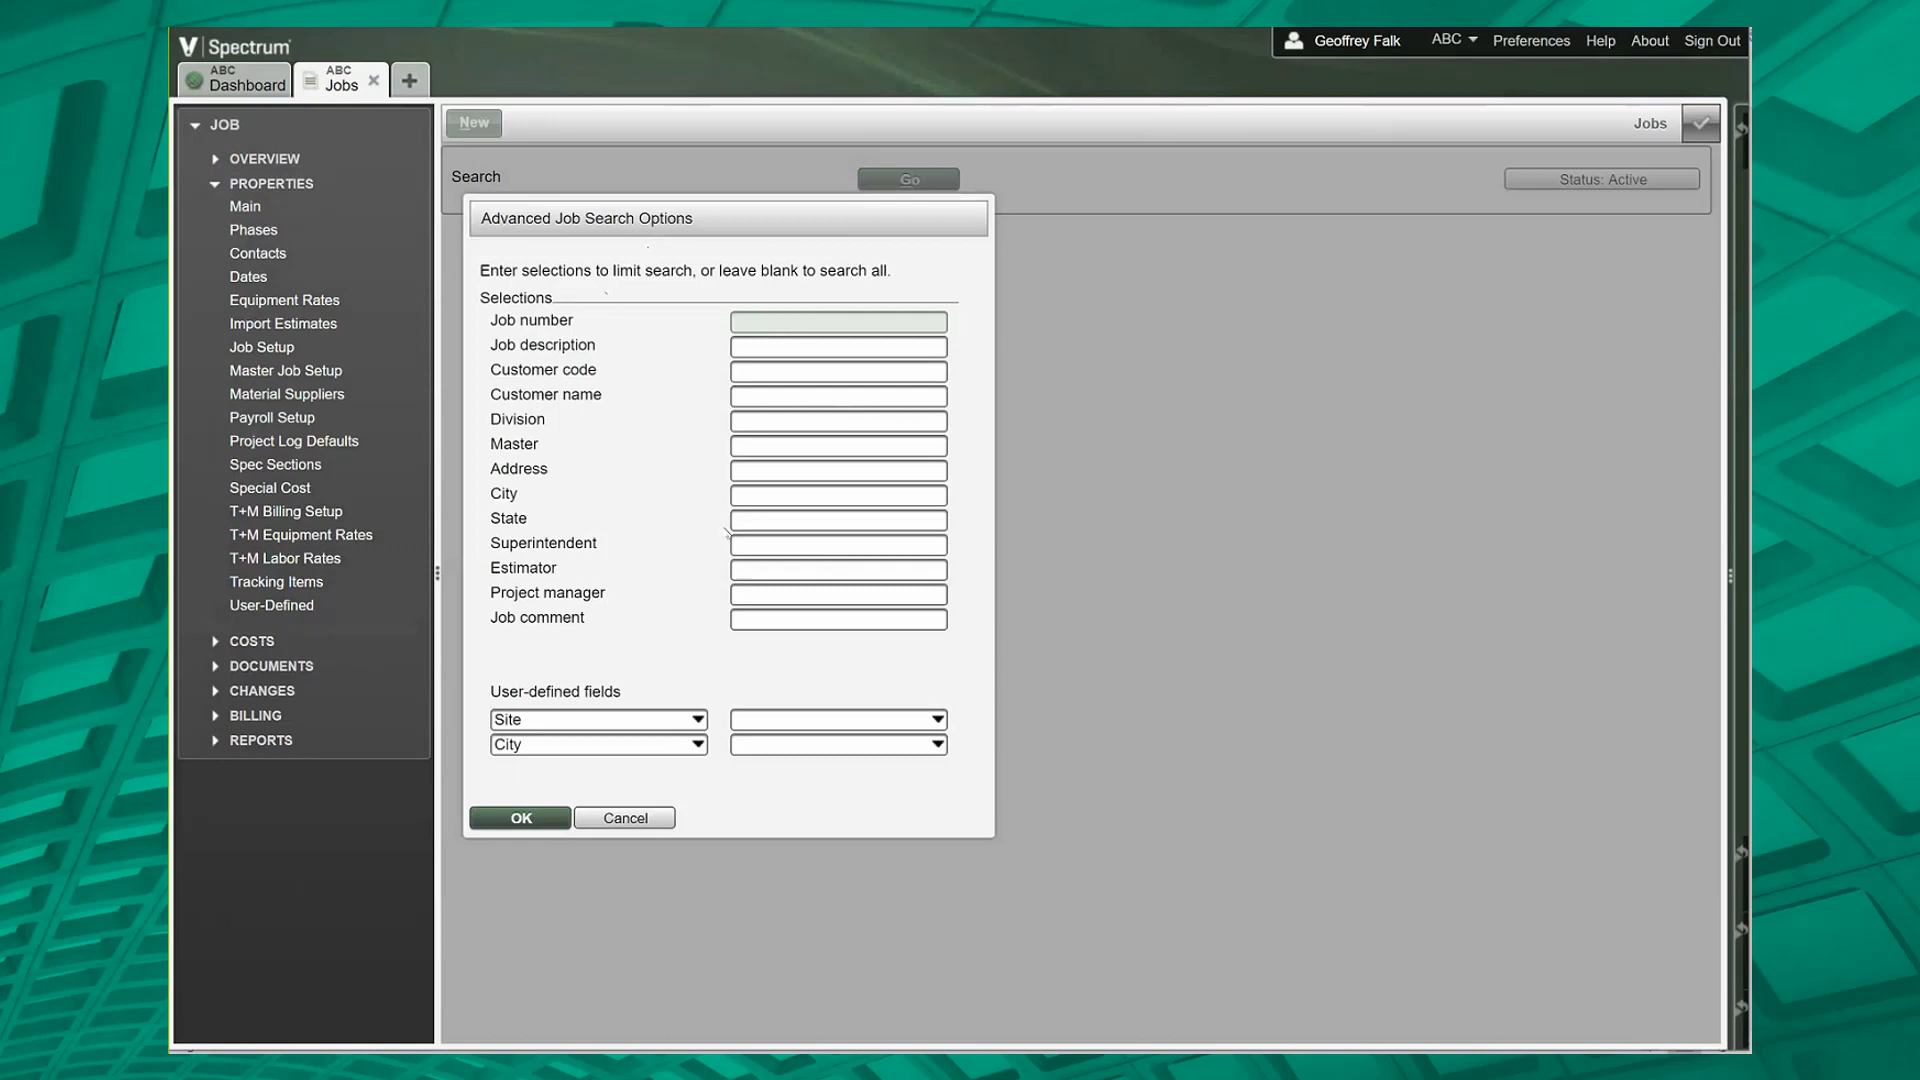 Spectrum
Geoffrey Falk ABC Preferences Help About Sign Out
ABC
Dashboard
ABC
Jobs
JOB
OVERVIEW
PROPERTIES
Main
Phases
Contacts
Dates
Equipment Rates
Import Estimates
Job Setup
Master Job Setup
Material Suppliers
Payroll Setup
Project Log Defaults
Spec Sections
Special Cost
T+M Billing Setup
T+M Equipment Rates
T+M Labor Rates
Tracking Items
User-Defined
COSTS
DOCUMENTS
CHANGES
BILLING
REPORTS
New
Jobs
Search
Go
Status: Active
Advanced Job Search Options
Enter selections to limit search, or leave blank to search all.
Selections
Job number
Job description
Customer code
Customer name
Division
Master
Address
City
State
Superintendent
Estimator
Project manager
Job comment
User-defined fields
Site
City
OK
Cancel